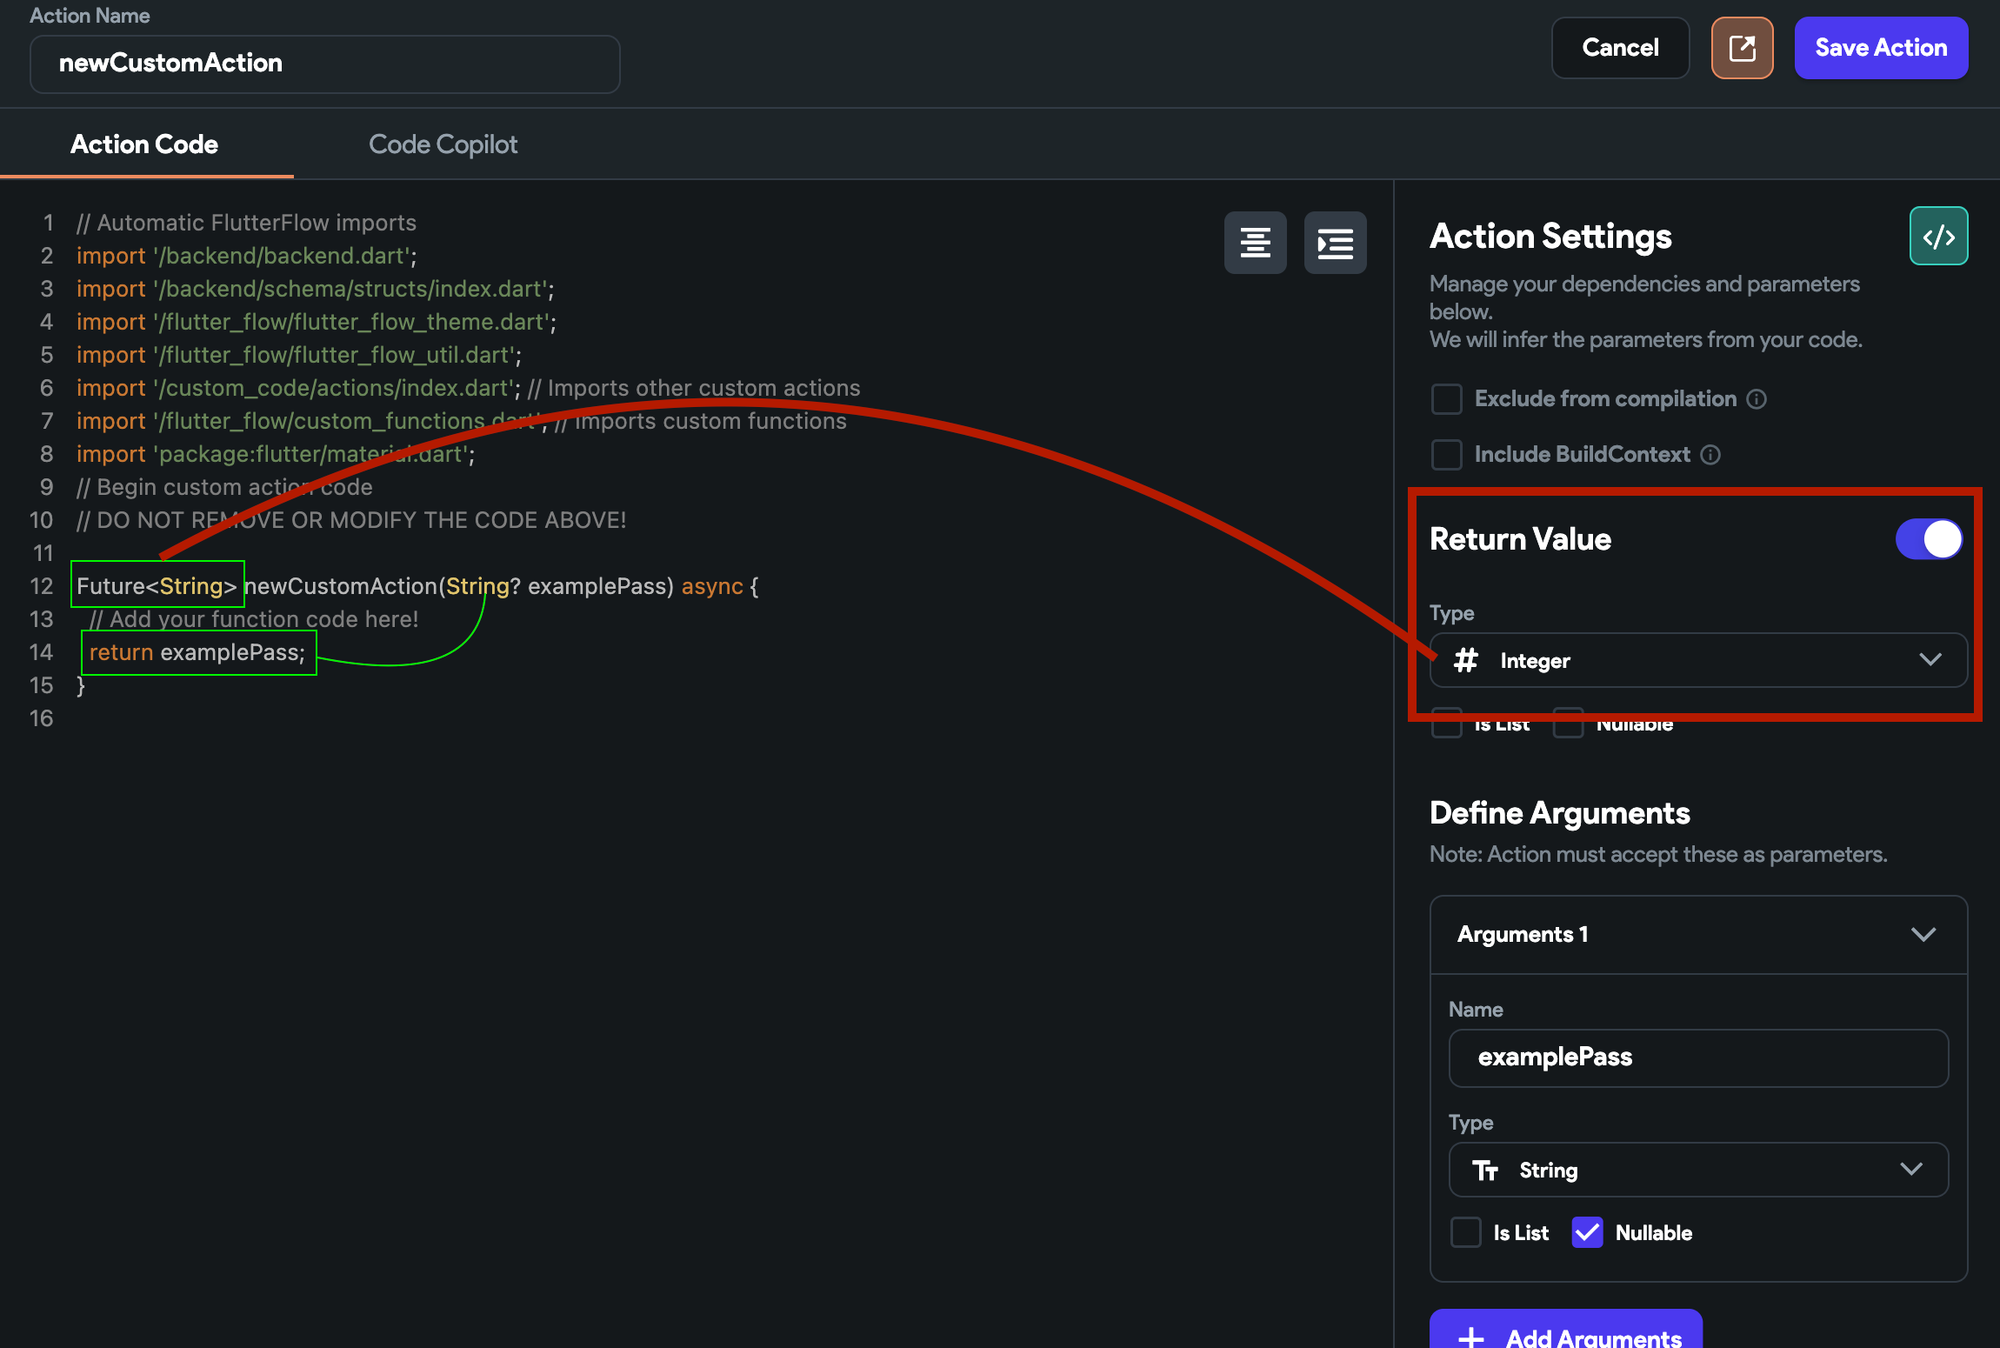 Action Name
newCustomAction
Cancel
Save Action
Action Code
Code Copilot
1 // Automatic FlutterFlow imports
2 import '/backend/backend.dart';
3 import '/backend/schema/structs/index.dart';
4 import '/flutter_flow/flutter_flow_theme.dart';
5 import '/flutter_flow/flutter_flow_util.dart';
6 import '/custom_code/actions/index.dart'; // Imports other custom actions
7 import '/flutter_flow/custom_functions.dart'; // Imports custom functions
8 import 'package:flutter/material.dart';
9 // Begin custom action code
10 // DO NOT REMOVE OR MODIFY THE CODE ABOVE!
11
12 Future<String> newCustomAction(String? examplePass) async {
13 // Add your function code here!
14 return examplePass;
15 }
16
Action Settings
</>
Manage your dependencies and parameters
below.
We will infer the parameters from your code.
Exclude from compilation
Include BuildContext
Return Value
Type
# Integer
Is List Nullable
Define Arguments
Note: Action must accept these as parameters.
Arguments 1
Name
examplePass
Type
Tт String
Is List Nullable
+ Add Arguments